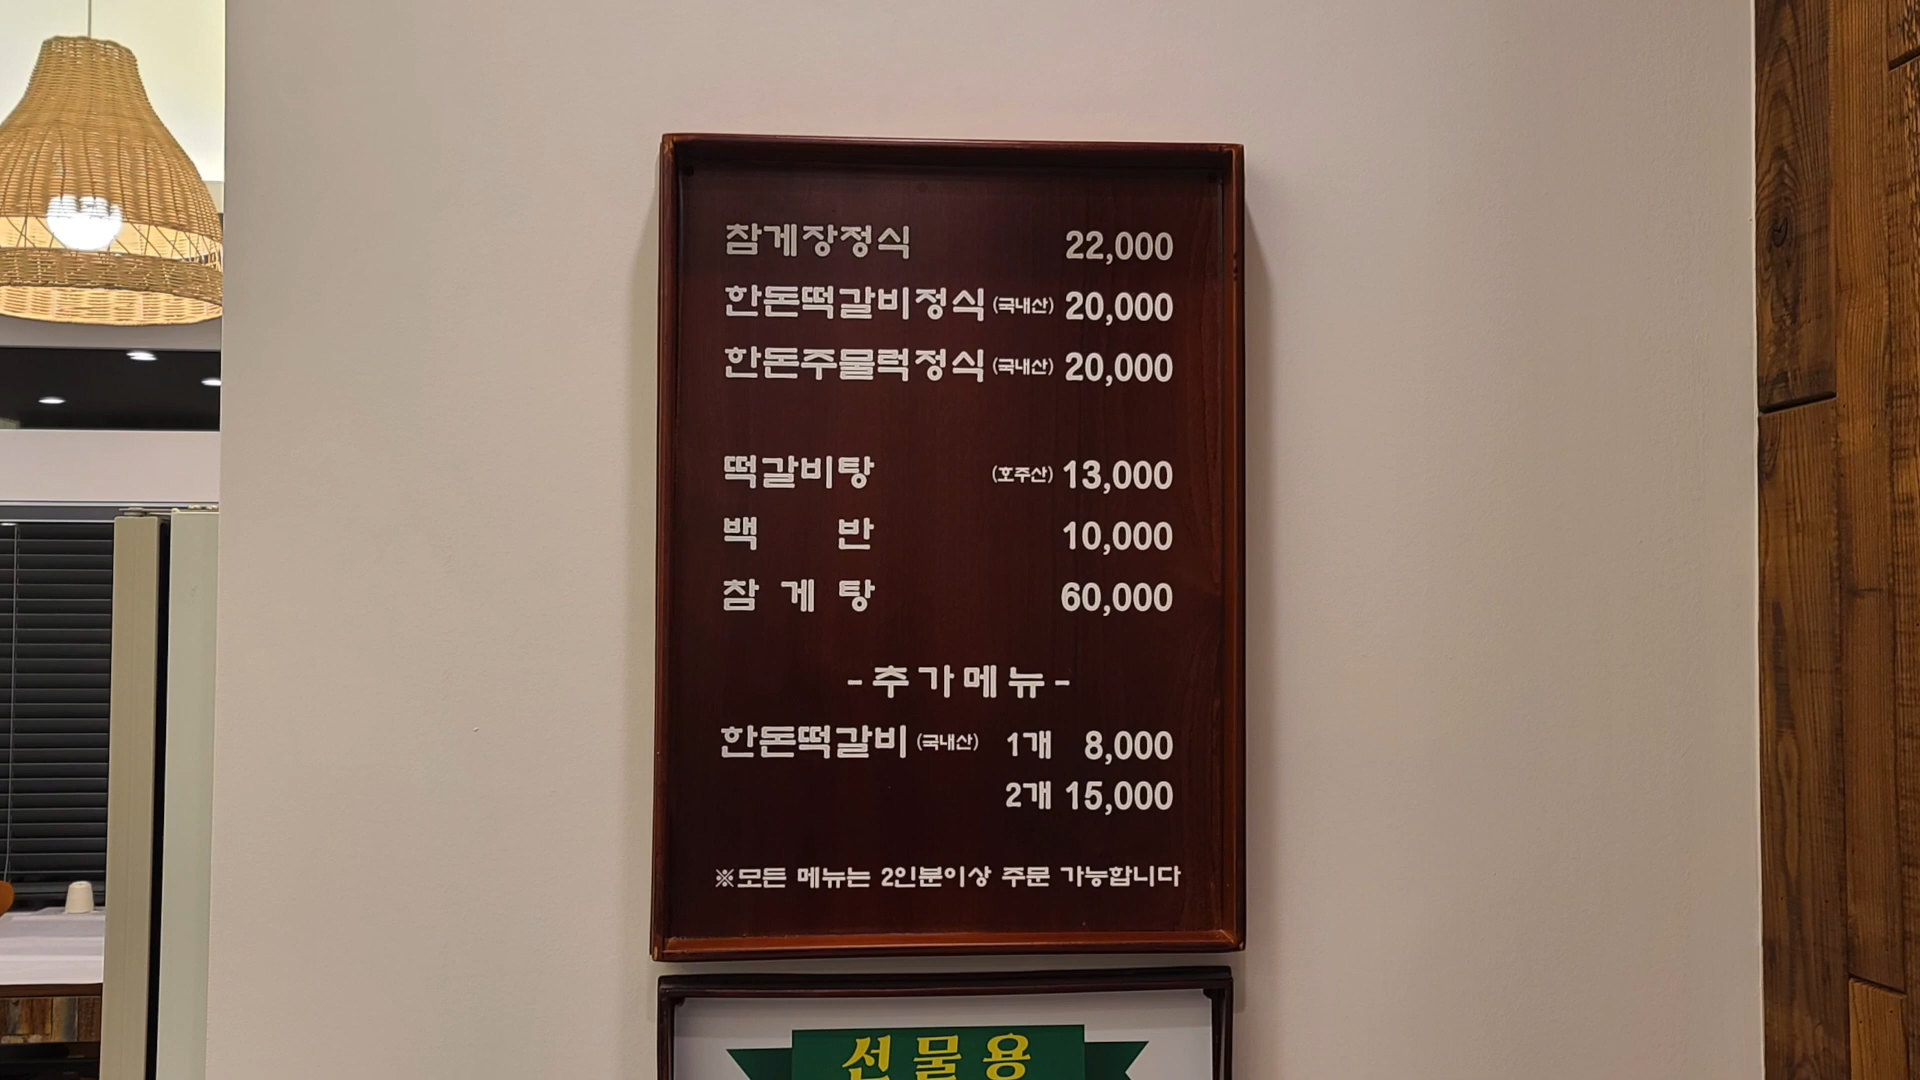 참게장정식 22,000
한돈떡갈비정식 (국내산) 20,000
한돈주물럭정식 (국내산) 20,000
떡갈비탕 (호주산) 13,000
백 반 10,000
참 게 탕 60,000
-추가메뉴-
한돈떡갈비 (국내산) 1개 8,000
2개 15,000
※모든 메뉴는 2인분이상 주문 가능합니다
선물용